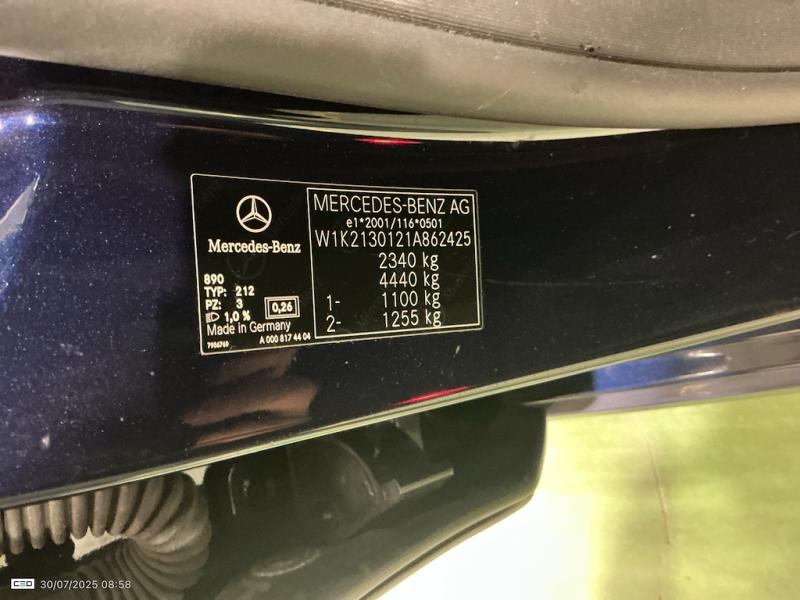 Mercedes-Benz
890
TYP: 212
PZ: 3
1,0 %
0,26
Made in Germany
7906769
A 000 817 44 04
MERCEDES-BENZ AG
e1*2001/116*0501
W1K2130121A862425
2340 kg
4440 kg
1- 1100 kg
2- 1255 kg
CEO 30/07/2025 08:58